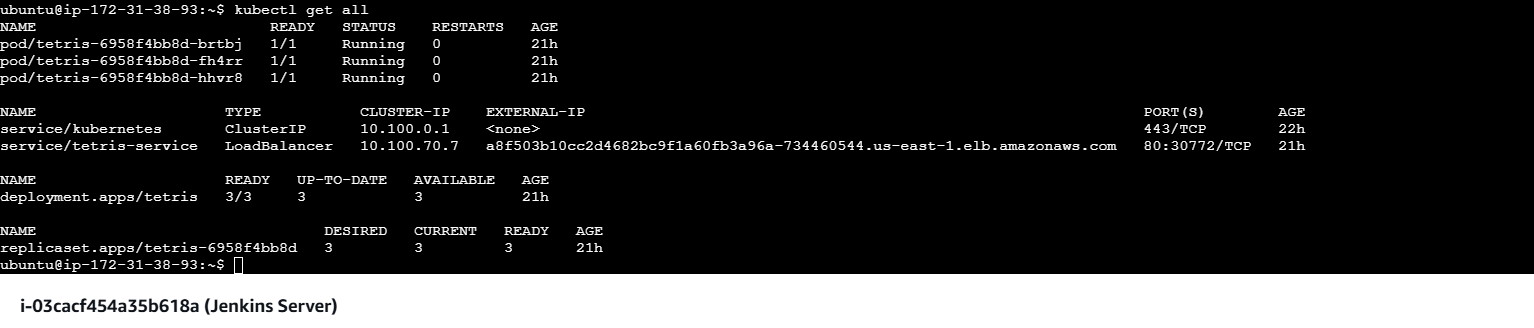 ubuntu@ip-172-31-38-93:~$ kubectl get all
NAME READY STATUS RESTARTS AGE
pod/tetris-6958f4bb8d-brtbj 1/1 Running 0 21h
pod/tetris-6958f4bb8d-fh4rr 1/1 Running 0 21h
pod/tetris-6958f4bb8d-hhvr8 1/1 Running 0 21h
NAME TYPE CLUSTER-IP EXTERNAL-IP PORT(S) AGE
service/kubernetes ClusterIP 10.100.0.1 <none> 443/TCP 22h
service/tetris-service LoadBalancer 10.100.70.7 a8f503b10cc2d4682bc9f1a60fb3a96a-734460544.us-east-1.elb.amazonaws.com 80:30772/TCP 21h
NAME READY UP-TO-DATE AVAILABLE AGE
deployment.apps/tetris 3/3 3 3 21h
NAME DESIRED CURRENT READY AGE
replicaset.apps/tetris-6958f4bb8d 3 3 3 21h
ubuntu@ip-172-31-38-93:~$
i-03cacf454a35b618a (Jenkins Server)